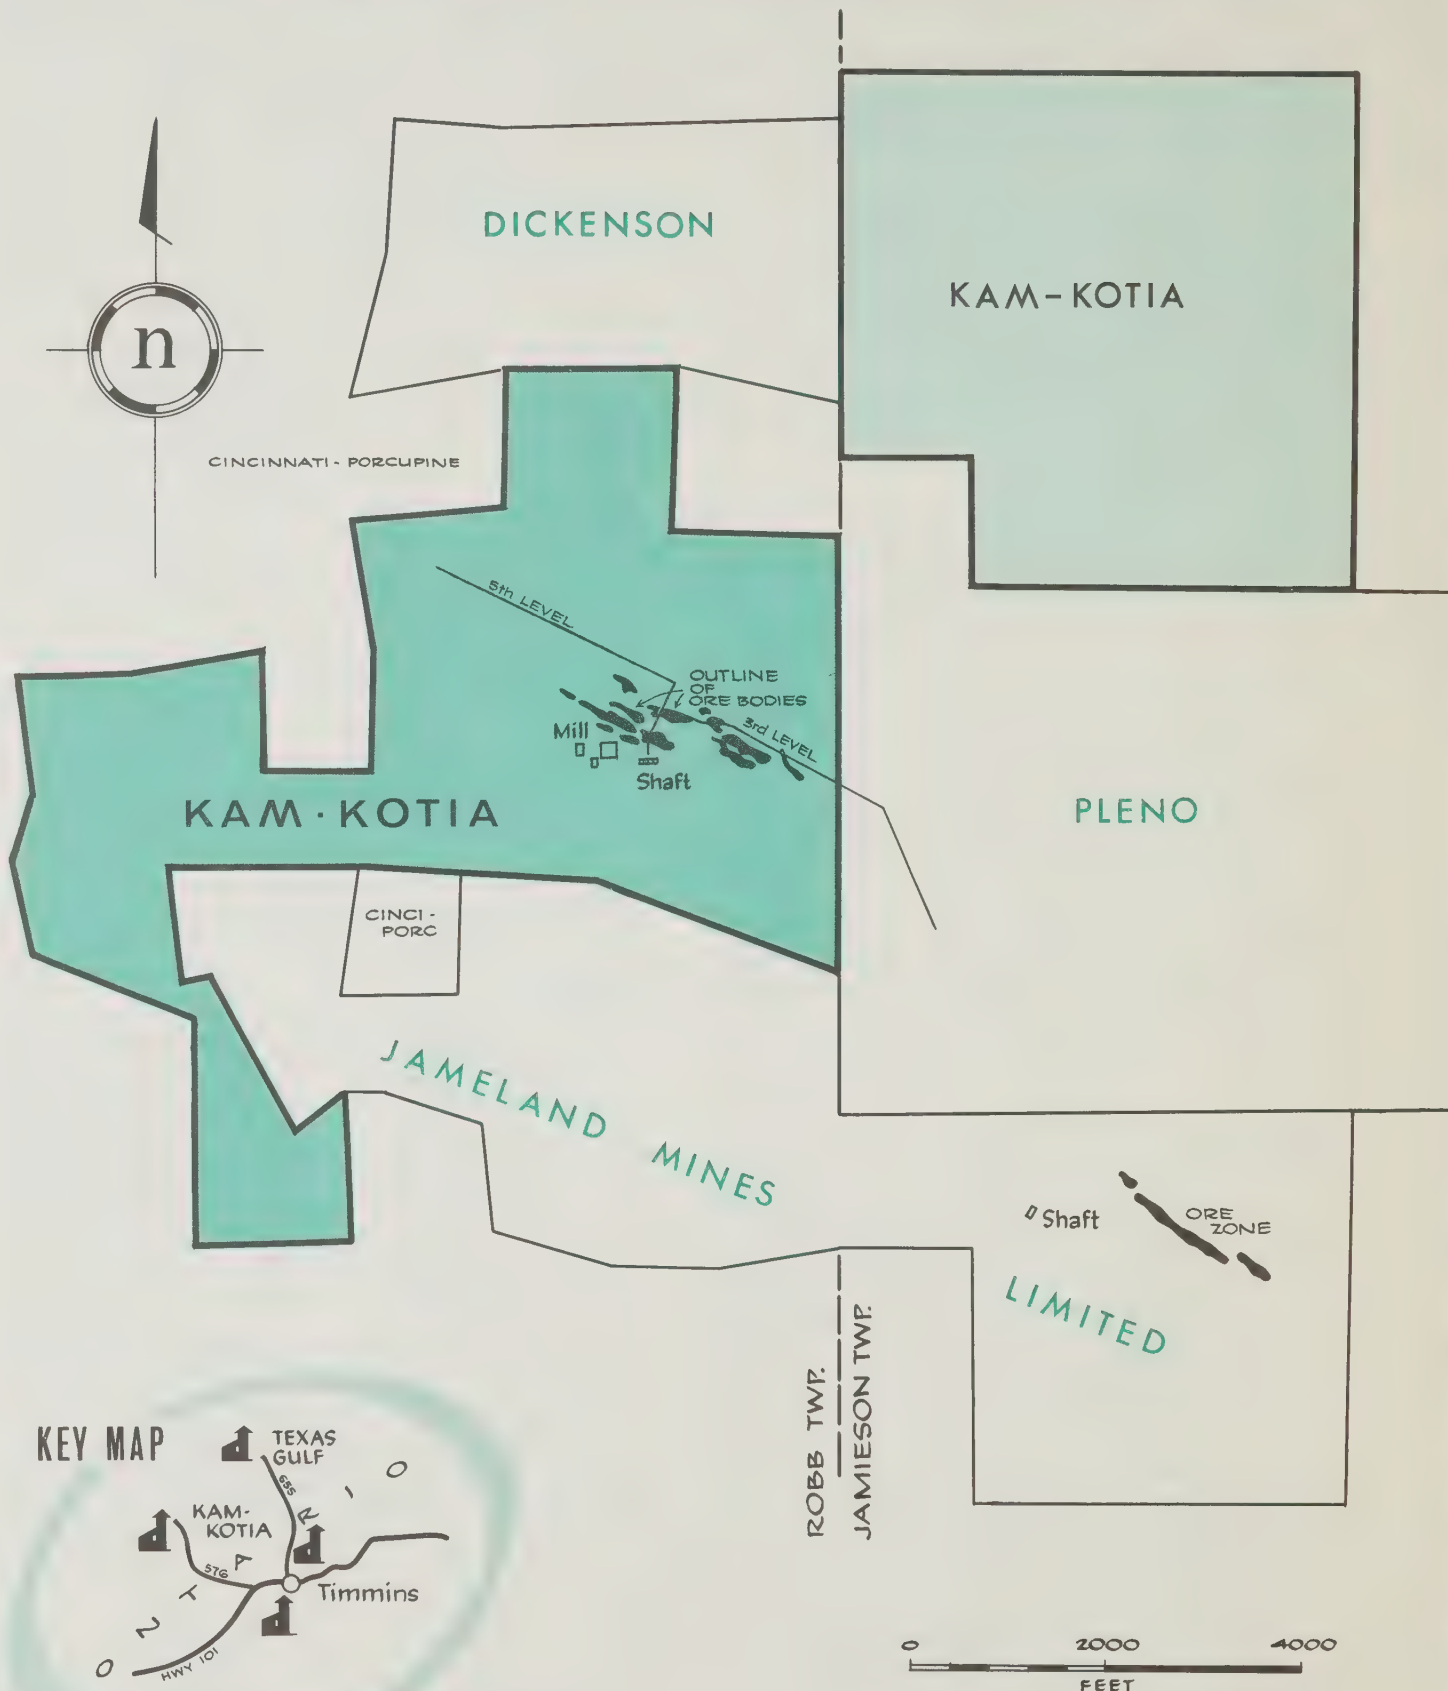 DICKENSON
KAM-KOTIA
n
CINCINNATI - PORCUPINE
5th LEVEL
OUTLINE
OF
ORE BODIES
3rd LEVEL
Mill
Shaft
KAM·KOTIA
PLENO
CINCI-
PORC
JAMELAND MINES
LIMITED
Shaft
ORE
ZONE
ROBB TWP.
JAMIESON TWP.
KEY MAP
TEXAS
GULF
655
KAM-
KOTIA
576
Timmins
HWY 101
ONTARIO
0 2000 4000
FEET